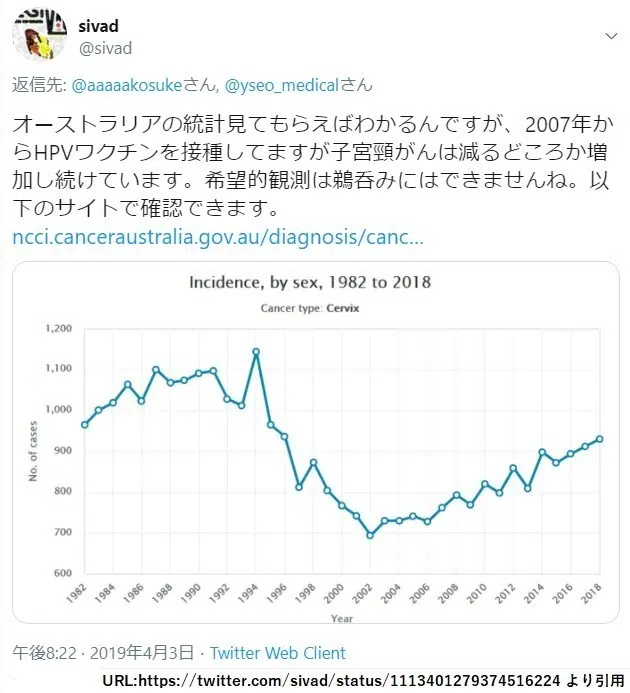 sivad
@sivad
返信先: @aaaaakosukeさん, @yseo_medicalさん
オーストラリアの統計見てもらえばわかるんですが、2007年か
らHPVワクチンを接種してますが子宮頸がんは減るどころか増
加し続けています。希望的観測は鵜呑みにはできませんね。以
下のサイトで確認できます。
ncci.canceraustralia.gov.au/diagnosis/canc...
Incidence, by sex, 1982 to 2018
Cancer type: Cervix
1,200
1,100
1,000
900
800
700
600
No. of cases
1982 1984 1986 1988 1990 1992 1994 1996 1998 2000 2002 2004 2006 2008 2010 2012 2014 2016 2018
Year
午後8:22 · 2019年4月3日 · Twitter Web Client
URL:https://twitter.com/sivad/status/1113401279374516224 より引用